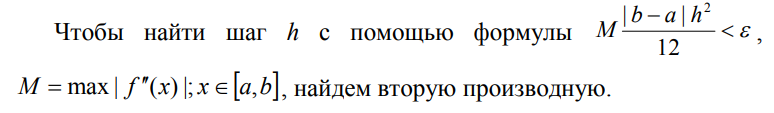 Чтобы найти шаг h с помощью формулы M |b − a| h² / 12 < ε ,
M = max | f ″(x) |; x ∈ [a,b], найдем вторую производную.